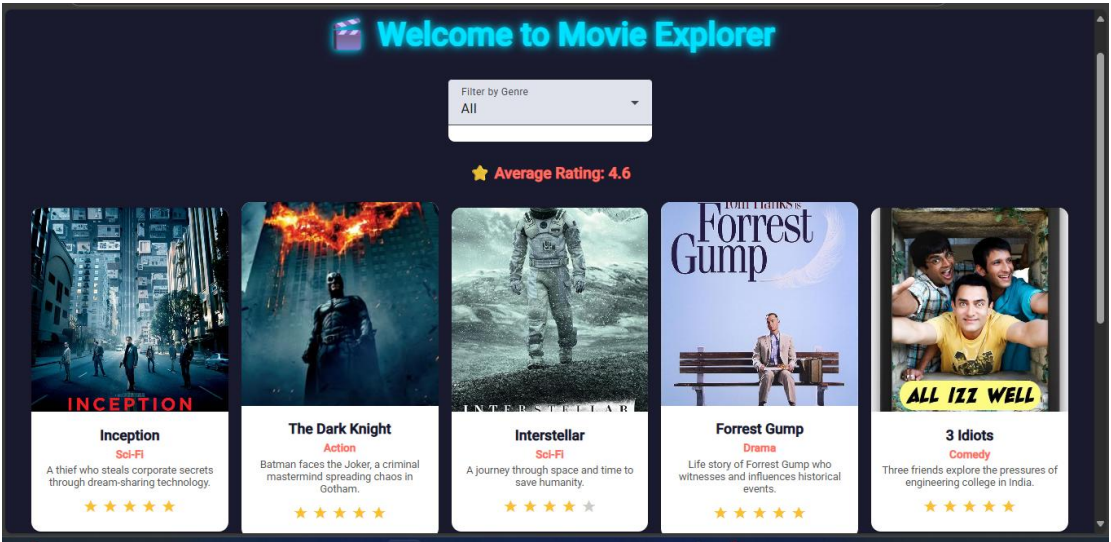 Welcome to Movie Explorer
Filter by Genre
All
Average Rating: 4.6
INCEPTION
Inception
Sci-Fi
A thief who steals corporate secrets
through dream-sharing technology.
The Dark Knight
Action
Batman faces the Joker, a criminal
mastermind spreading chaos in
Gotham.
INTERSTELLAR
Interstellar
Sci-Fi
A journey through space and time to
save humanity.
Tom Hanks is
Forrest
Gump
Forrest Gump
Drama
Life story of Forrest Gump who
witnesses and influences historical
events.
ALL IZZ WELL
3 Idiots
Comedy
Three friends explore the pressures of
engineering college in India.